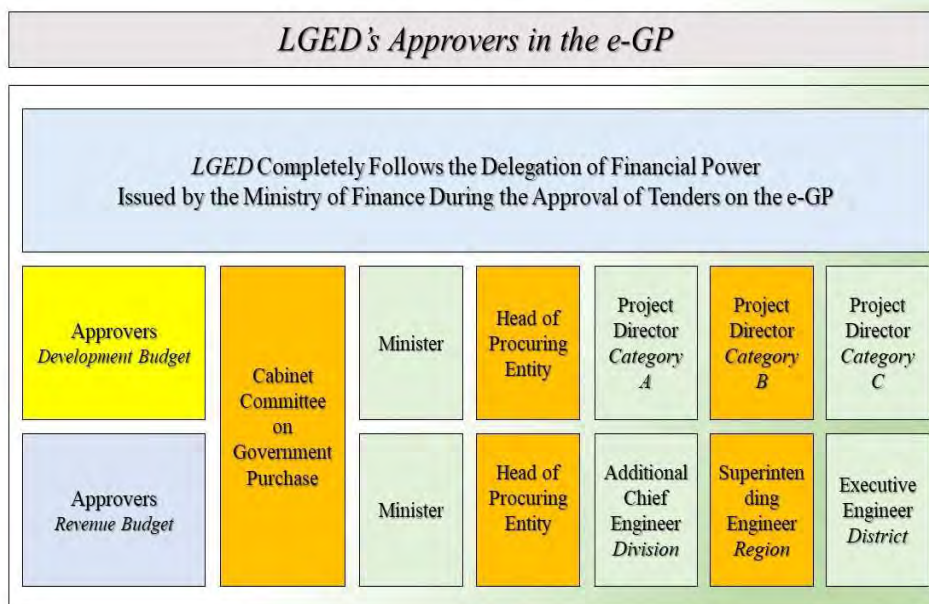 LGED's Approvers in the e-GP
LGED Completely Follows the Delegation of Financial Power
Issued by the Ministry of Finance During the Approval of Tenders on the e-GP
Approvers
Development Budget
Cabinet
Committee
on
Government
Purchase
Minister
Head of
Procuring
Entity
Project
Director
Category
A
Project
Director
Category
B
Project
Director
Category
C
Approvers
Revenue Budget
Minister
Head of
Procuring
Entity
Additional
Chief
Engineer
Division
Superinten
ding
Engineer
Region
Executive
Engineer
District